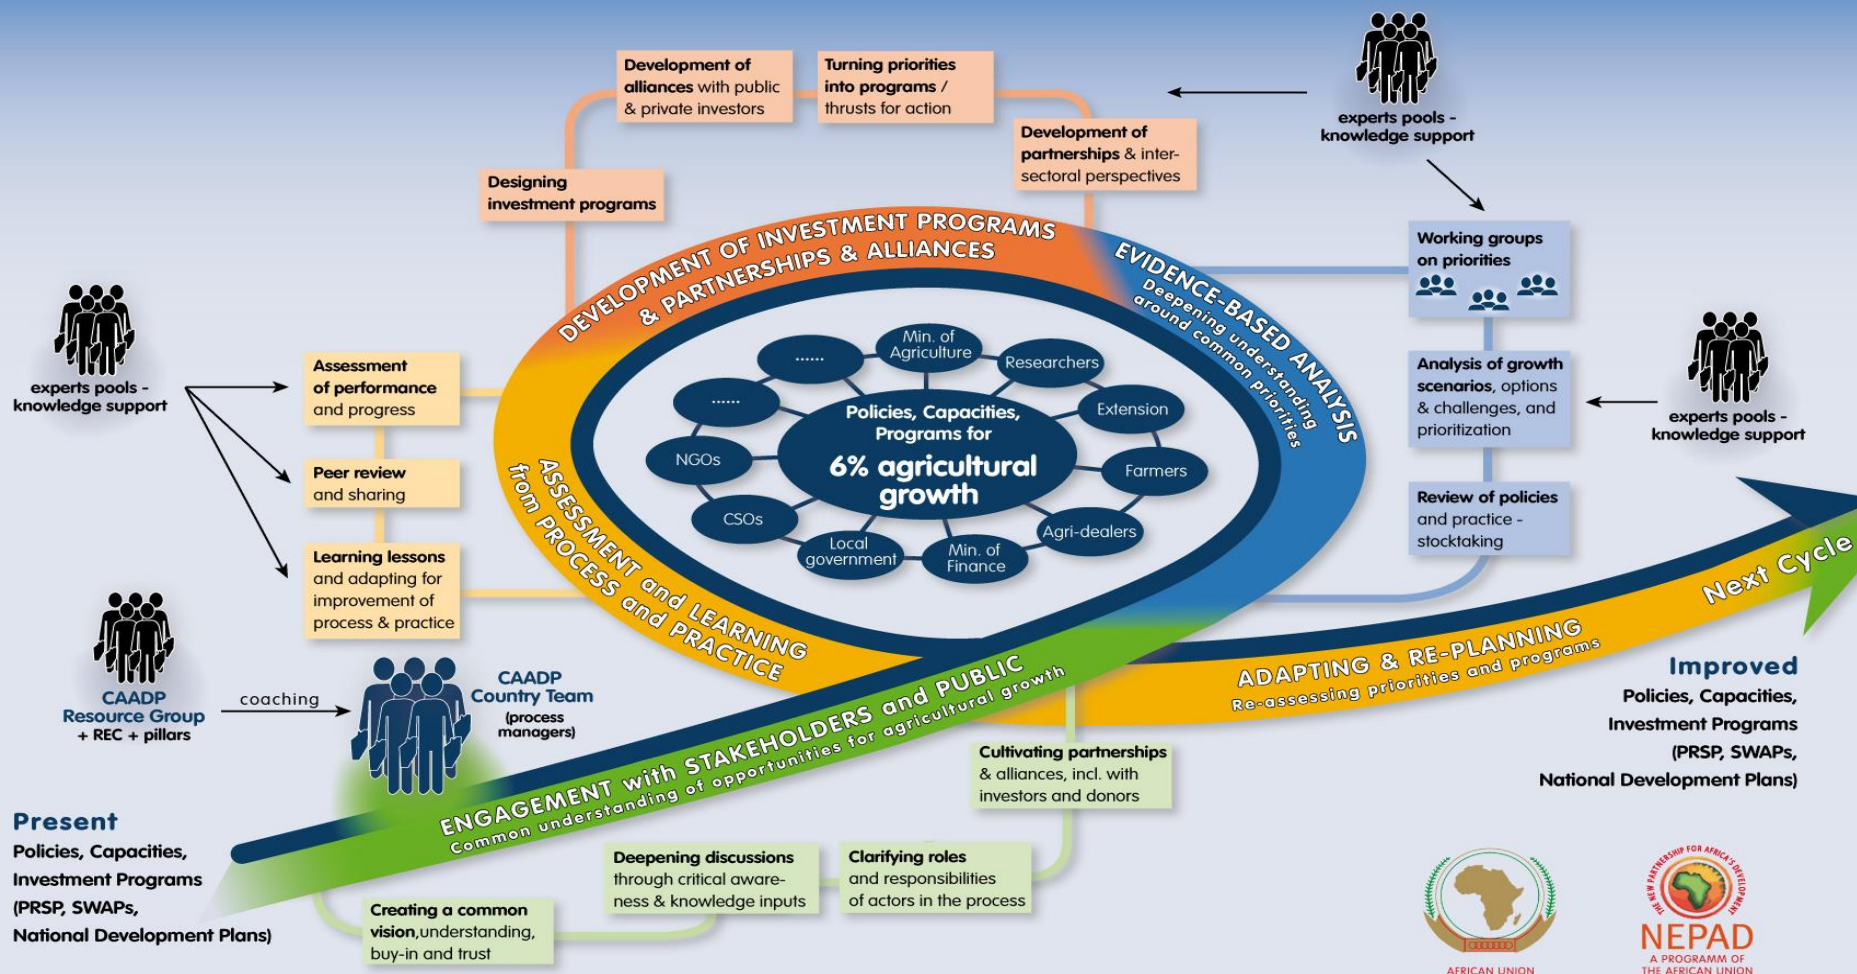 Development of
alliances with public
& private investors
Turning priorities
into programs /
thrusts for action
Development of
partnerships & inter-
sectoral perspectives
Designing
investment programs
experts pools -
knowledge support
DEVELOPMENT OF INVESTMENT PROGRAMS
& PARTNERSHIPS & ALLIANCES
EVIDENCE-BASED ANALYSIS
Deepening understanding
around common priorities
Working groups
on priorities
Analysis of growth
scenarios, options
& challenges, and
prioritization
Review of policies
and practice -
stocktaking
experts pools -
knowledge support
experts pools -
knowledge support
Assessment
of performance
and progress
Peer review
and sharing
Learning lessons
and adapting for
improvement of
process & practice
ASSESSMENT and LEARNING
from PROCESS and PRACTICE
......
Min. of
Agriculture
Researchers
Extension
Farmers
Agri-dealers
Min. of
Finance
Local
government
CSOs
NGOs
......
Policies, Capacities,
Programs for
6% agricultural
growth
CAADP
Resource Group
+ REC + pillars
coaching
CAADP
Country Team
(process
managers)
ENGAGEMENT with STAKEHOLDERS and PUBLIC
Common understanding of opportunities for agricultural growth
ADAPTING & RE-PLANNING
Re-assessing priorities and programs
Next Cycle
Improved
Policies, Capacities,
Investment Programs
(PRSP, SWAPs,
National Development Plans)
Present
Policies, Capacities,
Investment Programs
(PRSP, SWAPs,
National Development Plans)
Creating a common
vision,understanding,
buy-in and trust
Deepening discussions
through critical aware-
ness & knowledge inputs
Clarifying roles
and responsibilities
of actors in the process
Cultivating partnerships
& alliances, incl. with
investors and donors
AFRICAN UNION
THE NEW PARTNERSHIP FOR AFRICA'S DEVELOPMENT
NEPAD
A PROGRAMM OF
THE AFRICAN UNION